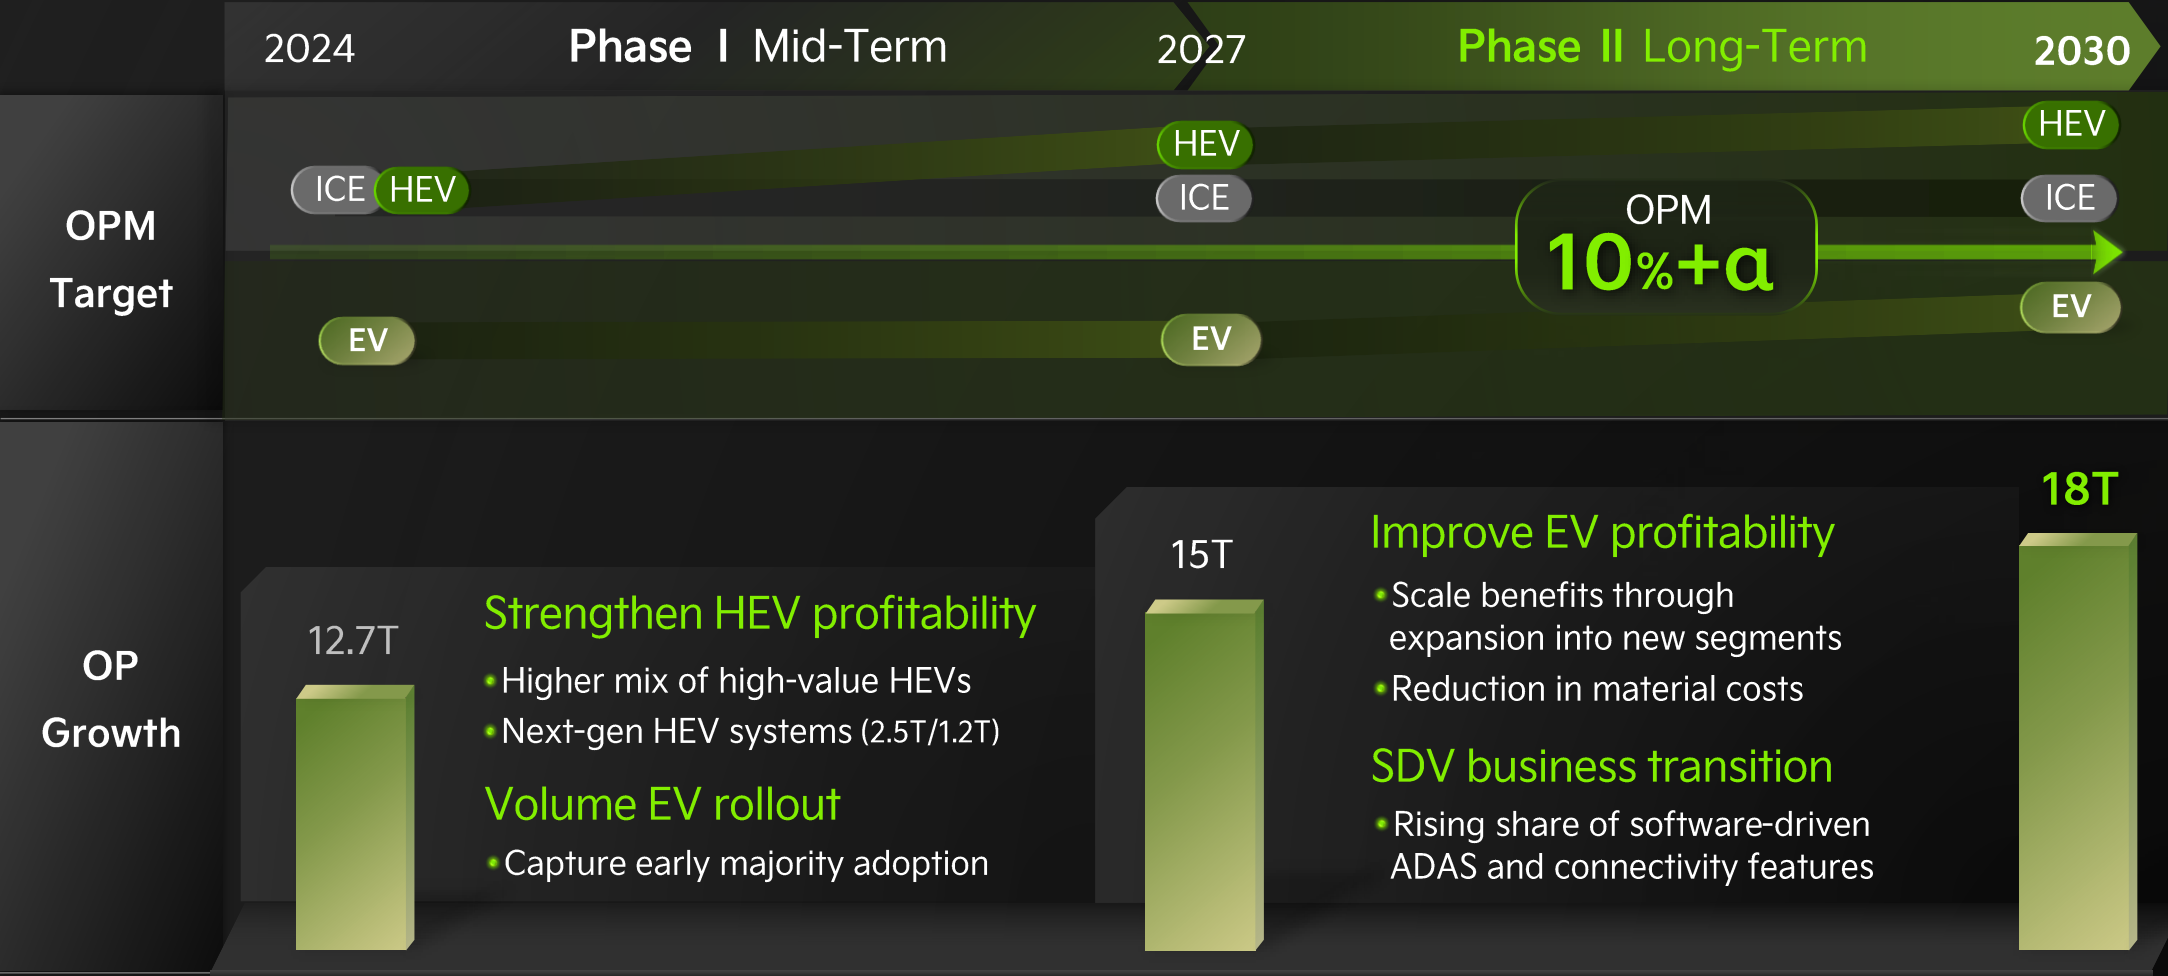 2024
Phase I Mid-Term
2027
Phase II Long-Term
2030
OPM
Target
ICE
HEV
HEV
ICE
HEV
ICE
OPM
10%+α
EV
EV
EV
OP
Growth
12.7T
Strengthen HEV profitability
•Higher mix of high-value HEVs
•Next-gen HEV systems (2.5T/1.2T)
Volume EV rollout
•Capture early majority adoption
15T
Improve EV profitability
•Scale benefits through
expansion into new segments
•Reduction in material costs
SDV business transition
•Rising share of software-driven
ADAS and connectivity features
18T